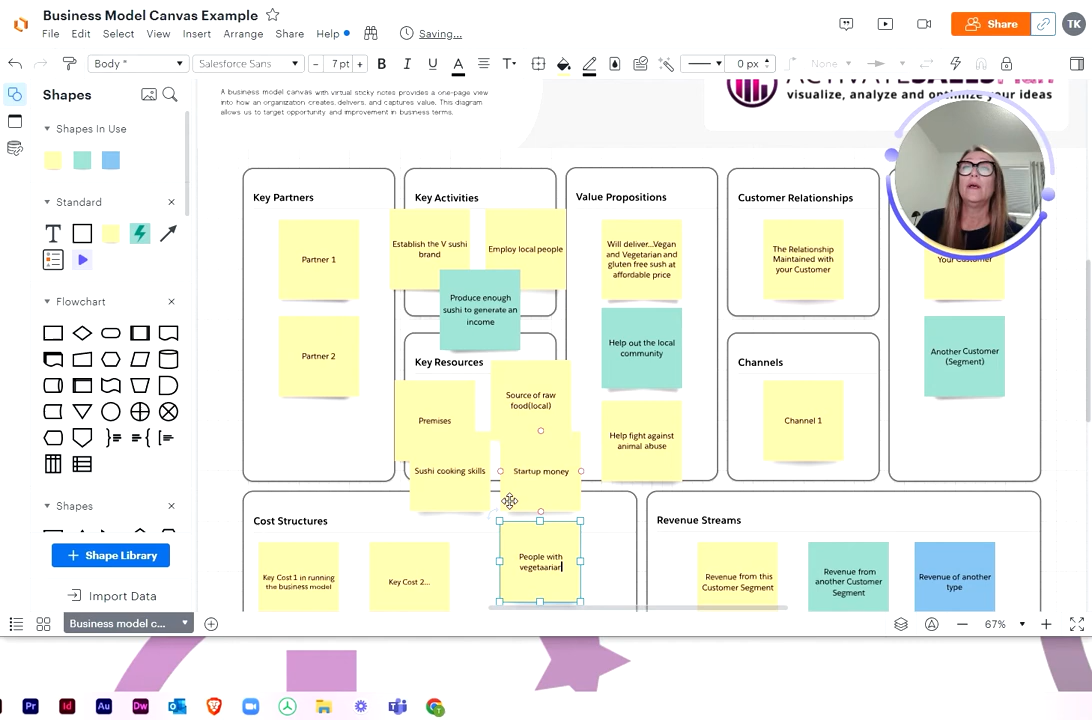 Business Model Canvas Example
File Edit Select View Insert Arrange Share Help Saving...
Share
TK
Body * Salesforce Sans 7 pt B I U A T 0 px None
Shapes
Shapes In Use
Standard
T
Flowchart
Shapes
Shape Library
Import Data
A business model canvas with virtual sticky notes provides a one-page view
into how an organization creates, delivers, and captures value. This diagram
allows us to target opportunity and improvement in business terms.
visualize, analyze and optimize your ideas
Key Partners
Partner 1
Partner 2
Key Activities
Establish the V sushi
brand
Employ local people
Produce enough
sushi to generate an
income
Key Resources
Source of raw
food(local)
Premises
Sushi cooking skills
Startup money
Value Propositions
Will deliver...Vegan
and Vegetarian and
gluten free sush at
affordable price
Help out the local
community
Help fight against
animal abuse
Customer Relationships
The Relationship
Maintained with
your Customer
Channels
Channel 1
Your Customer
Another Customer
(Segment)
Cost Structures
Key Cost 1 in running
the business model
Key Cost 2...
People with
vegetaarian
Revenue Streams
Revenue from this
Customer Segment
Revenue from
another Customer
Segment
Revenue of another
type
Business model c...
67%
Pr Id Au Dw